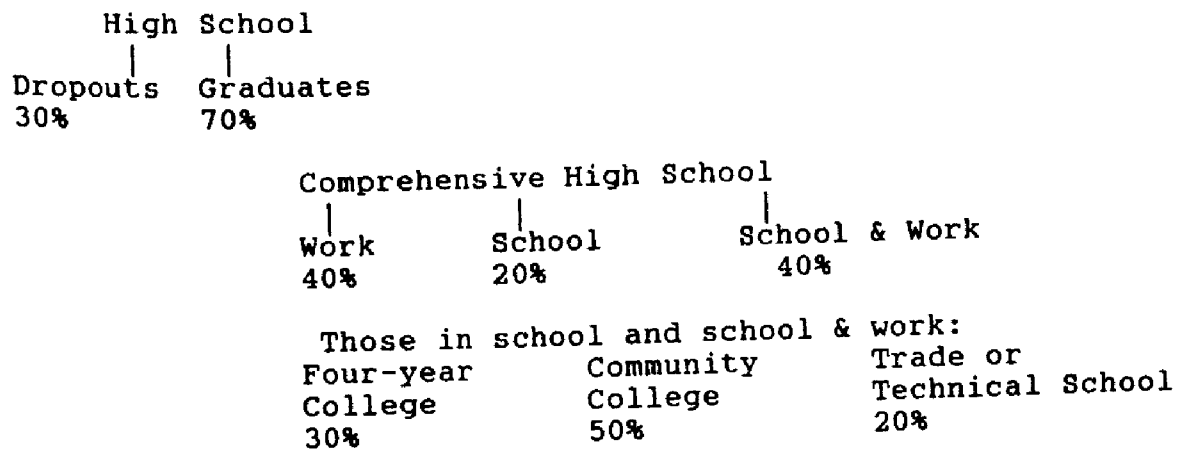 High School
Dropouts Graduates
30% 70%
Comprehensive High School
Work School School & Work
40% 20% 40%
Those in school and school & work:
Four-year Community Trade or
College College Technical School
30% 50% 20%